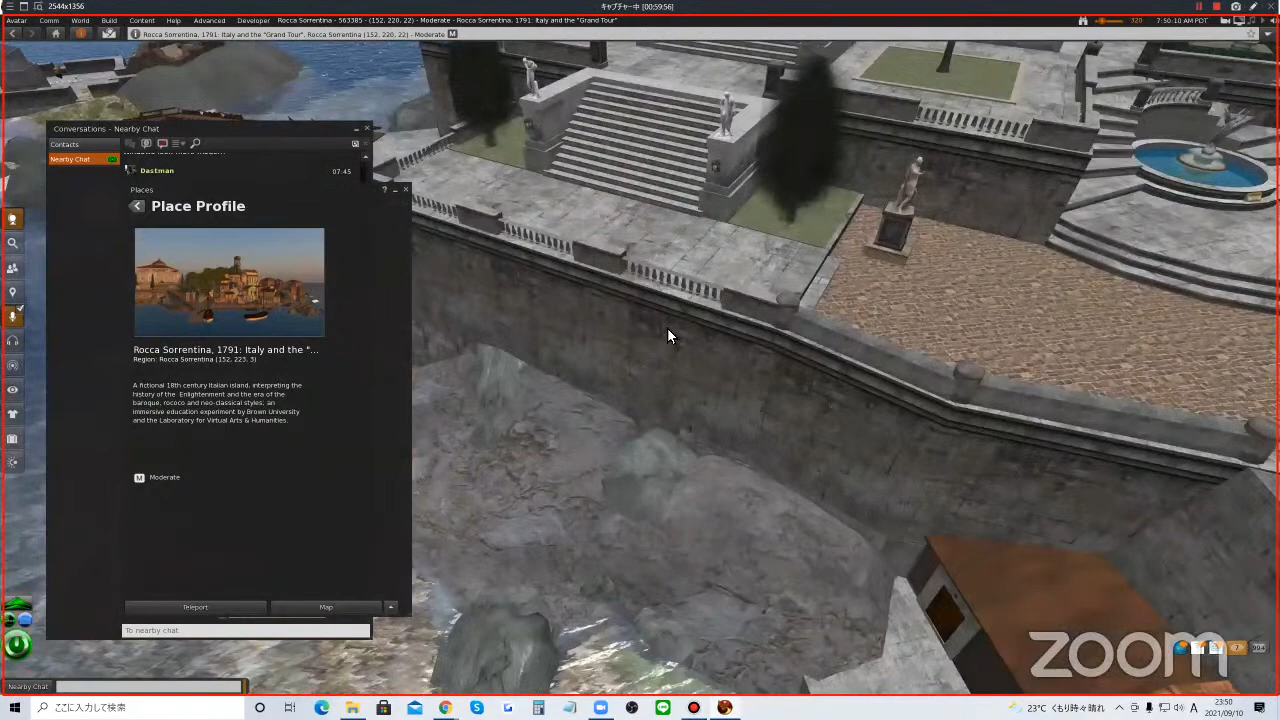 2544x1356
キャプチャー中 [00:59:56]
Avatar Comm World Build Content Help Advanced Developer Rocca Sorrentina - 563385 - (152, 220, 22) - Moderate - Rocca Sorrentina, 1791: Italy and the "Grand Tour"
320 7:50:10 AM PDT
Rocca Sorrentina, 1791: Italy and the "Grand Tour", Rocca Sorrentina (152, 220, 22) - Moderate M
Conversations - Nearby Chat
Contacts
Nearby Chat
Dastman 07:45
Places
Place Profile
Rocca Sorrentina, 1791: Italy and the "...
Region: Rocca Sorrentina (152, 223, 3)
A fictional 18th century Italian island, interpreting the
history of the Enlightenment and the era of the
baroque, rococo and neo-classical styles; an
immersive education experiment by Brown University
and the Laboratory for Virtual Arts & Humanities.
M Moderate
Teleport Map
To nearby chat
zoom
Nearby Chat
ここに入力して検索
23°C くもり時々晴れ
23:50
2021/09/10